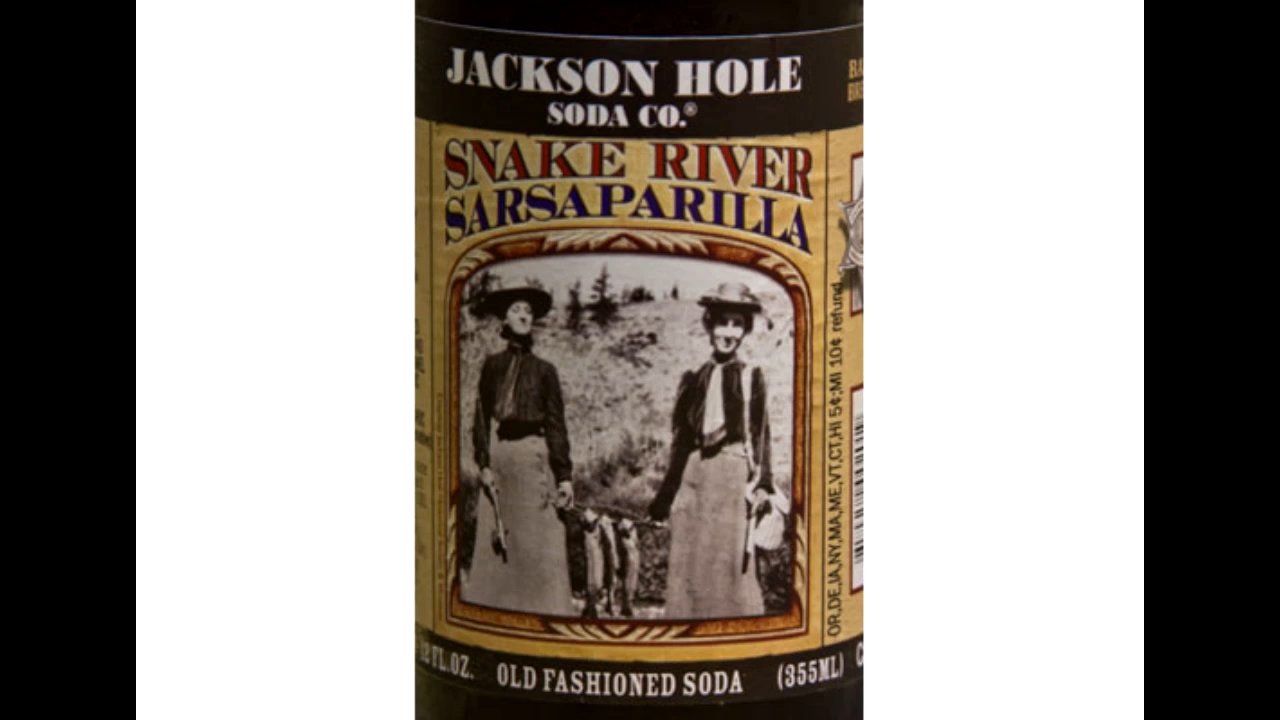 JACKSON HOLE
SODA CO.®
SNAKE RIVER
SARSAPARILLA
OR,DE,IA,NY,MA,ME,VT,CT,HI 5¢;MI 10¢ refund.
12 FL.OZ. OLD FASHIONED SODA (355ML)